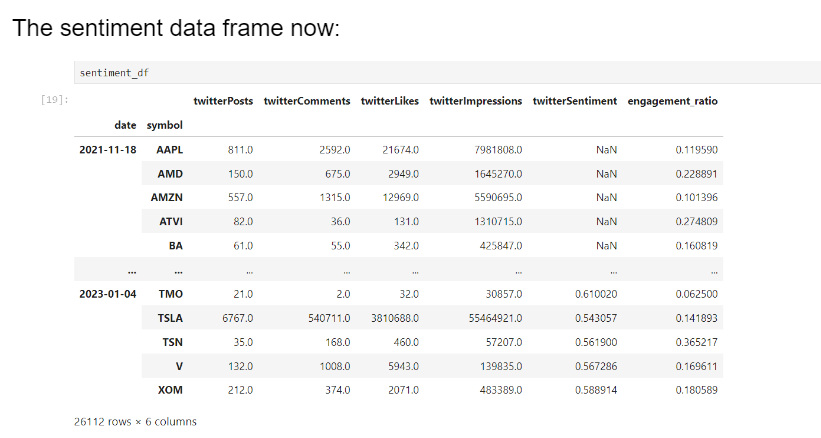 The sentiment data frame now:
sentiment_df
[19]:
twitterPosts twitterComments twitterLikes twitterImpressions twitterSentiment engagement_ratio
date symbol
2021-11-18 AAPL 811.0 2592.0 21674.0 7981808.0 NaN 0.119590
AMD 150.0 675.0 2949.0 1645270.0 NaN 0.228891
AMZN 557.0 1315.0 12969.0 5590695.0 NaN 0.101396
ATVI 82.0 36.0 131.0 1310715.0 NaN 0.274809
BA 61.0 55.0 342.0 425847.0 NaN 0.160819
... ... ... ... ... ... ... ...
2023-01-04 TMO 21.0 2.0 32.0 30857.0 0.610020 0.062500
TSLA 6767.0 540711.0 3810688.0 55464921.0 0.543057 0.141893
TSN 35.0 168.0 460.0 57207.0 0.561900 0.365217
V 132.0 1008.0 5943.0 139835.0 0.567286 0.169611
XOM 212.0 374.0 2071.0 483389.0 0.588914 0.180589
26112 rows × 6 columns